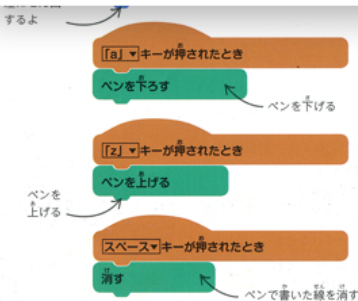 するよ
「a」▼キーが押されたとき
ペンを下ろす
ペンを下げる
「z」▼キーが押されたとき
ペンを上げる
ペンを
上げる
スペース▼キーが押されたとき
消す
ペンで書いた線を消す